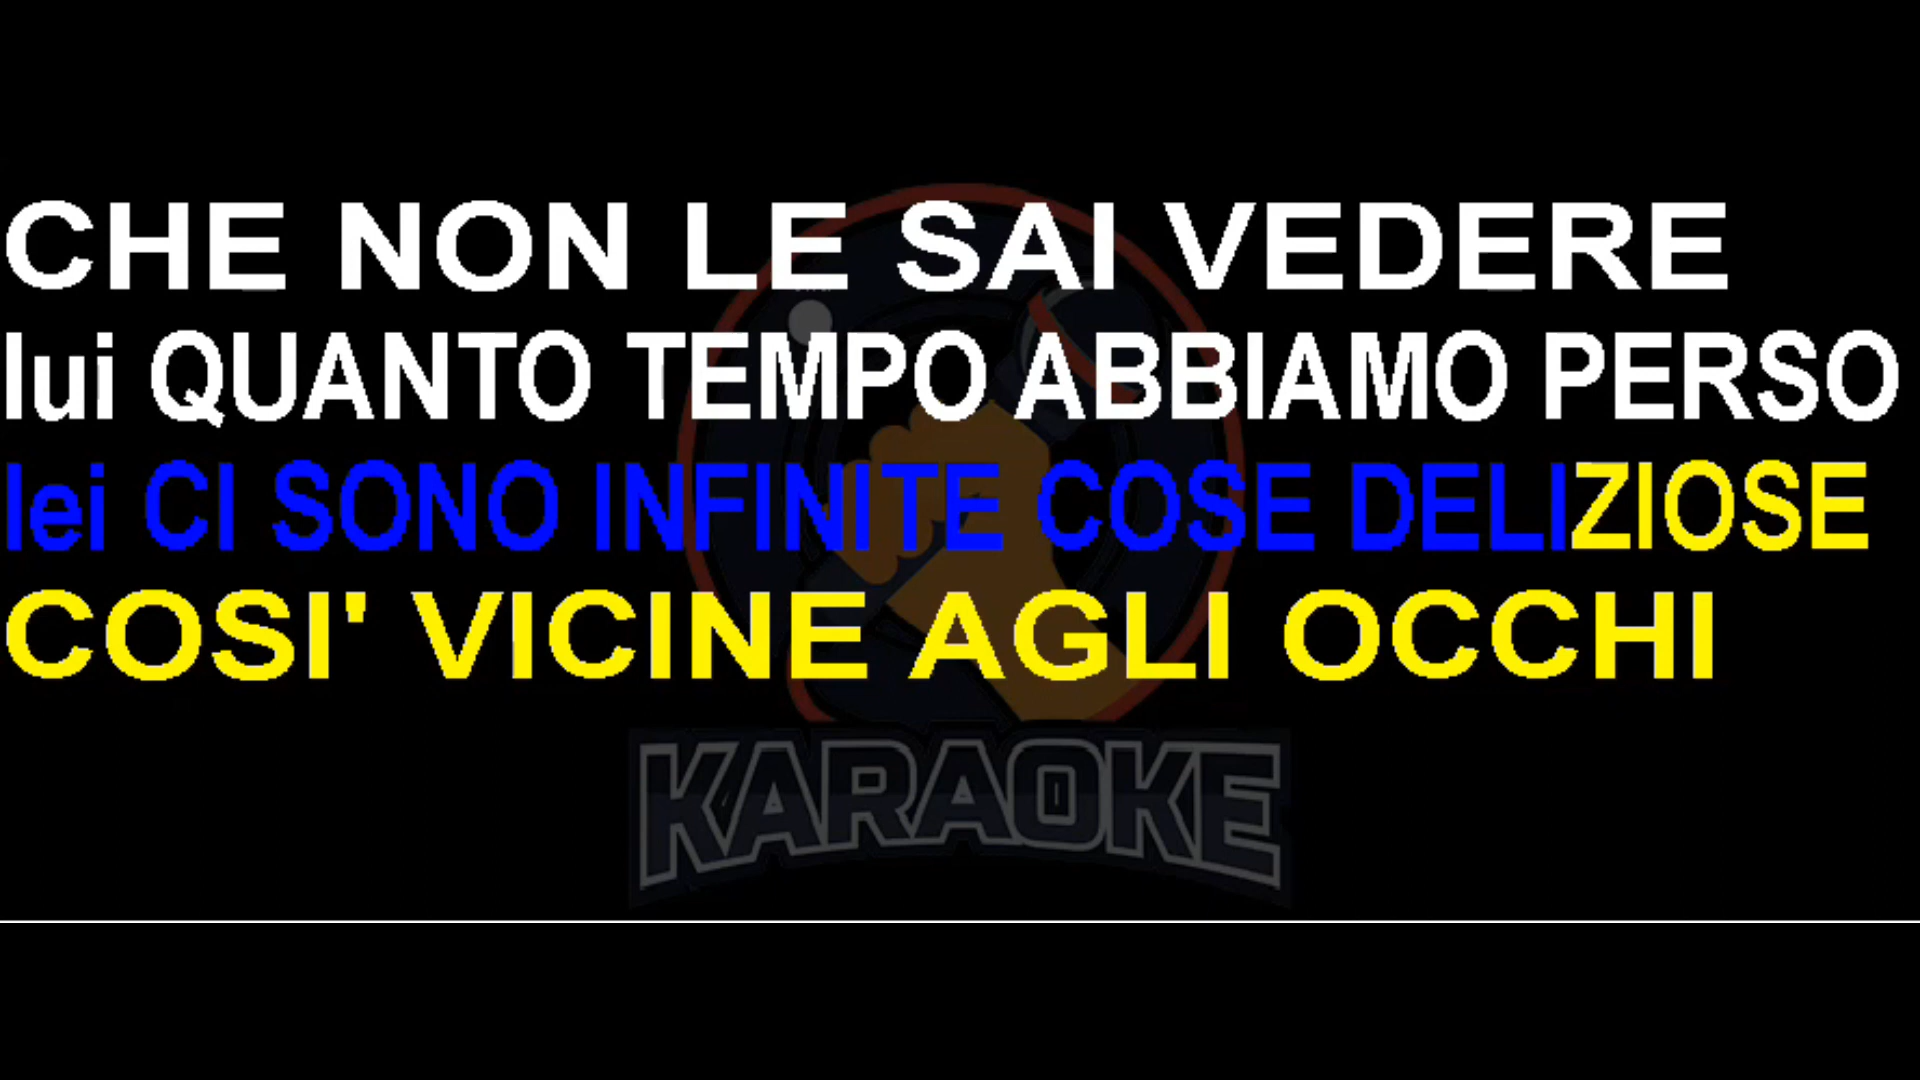 CHE NON LE SAI VEDERE
lui QUANTO TEMPO ABBIAMO PERSO
lei CI SONO INFINITE COSE DELIZIOSE
COSI' VICINE AGLI OCCHI
KARAOKE